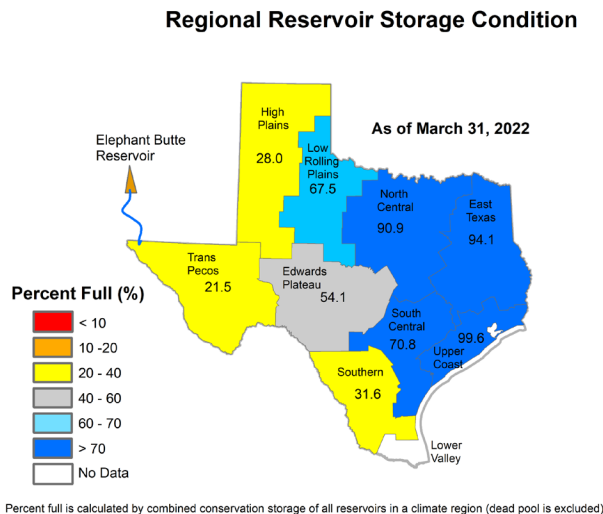 Regional Reservoir Storage Condition
As of March 31, 2022
Elephant Butte
Reservoir
High
Plains
28.0
Low
Rolling
Plains
67.5
North
Central
90.9
East
Texas
94.1
Trans
Pecos
21.5
Edwards
Plateau
54.1
South
Central
70.8
99.6
Upper
Coast
Southern
31.6
Lower
Valley
Percent Full (%)
< 10
10 -20
20 - 40
40 - 60
60 - 70
> 70
No Data
Percent full is calculated by combined conservation storage of all reservoirs in a climate region (dead pool is excluded)